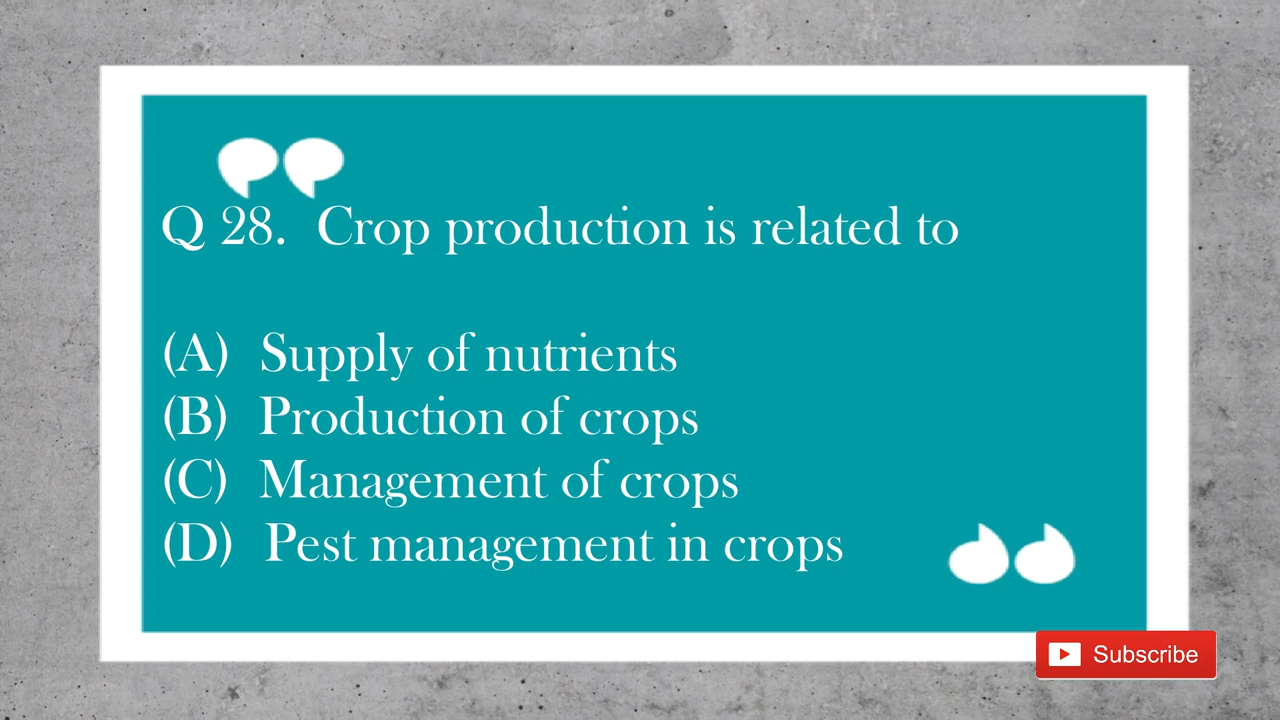 Q 28. Crop production is related to
(A) Supply of nutrients
(B) Production of crops
(C) Management of crops
(D) Pest management in crops
Subscribe